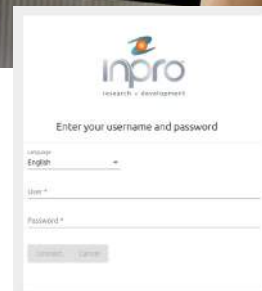 inpro
research + development
Enter your username and password
Language
English
User *
Password *
Connect Cancel